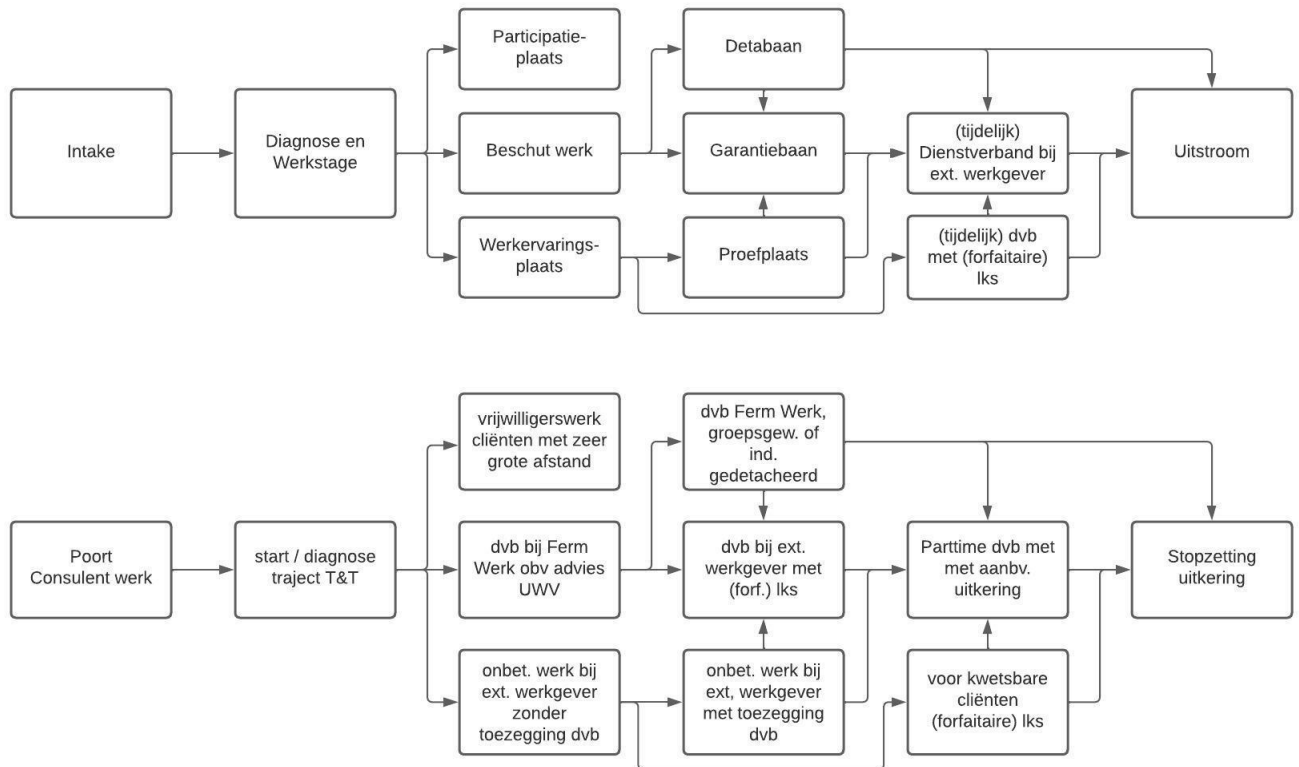 Participatie-
plaats
Detabaan
Intake
Diagnose en
Werkstage
Beschut werk
Garantiebaan
(tijdelijk)
Dienstverband bij
ext. werkgever
Uitstroom
Werkervarings-
plaats
Proefplaats
(tijdelijk) dvb
met (forfaitaire)
lks
vrijwilligerswerk
cliënten met zeer
grote afstand
dvb Ferm Werk,
groepsgew. of
ind.
gedetacheerd
Poort
Consulent werk
start / diagnose
traject T&T
dvb bij Ferm
Werk obv advies
UWV
dvb bij ext.
werkgever met
(forf.) lks
Parttime dvb met
met aanbv.
uitkering
Stopzetting
uitkering
onbet. werk bij
ext. werkgever
zonder
toezegging dvb
onbet. werk bij
ext, werkgever
met toezegging
dvb
voor kwetsbare
cliënten
(forfaitaire) lks